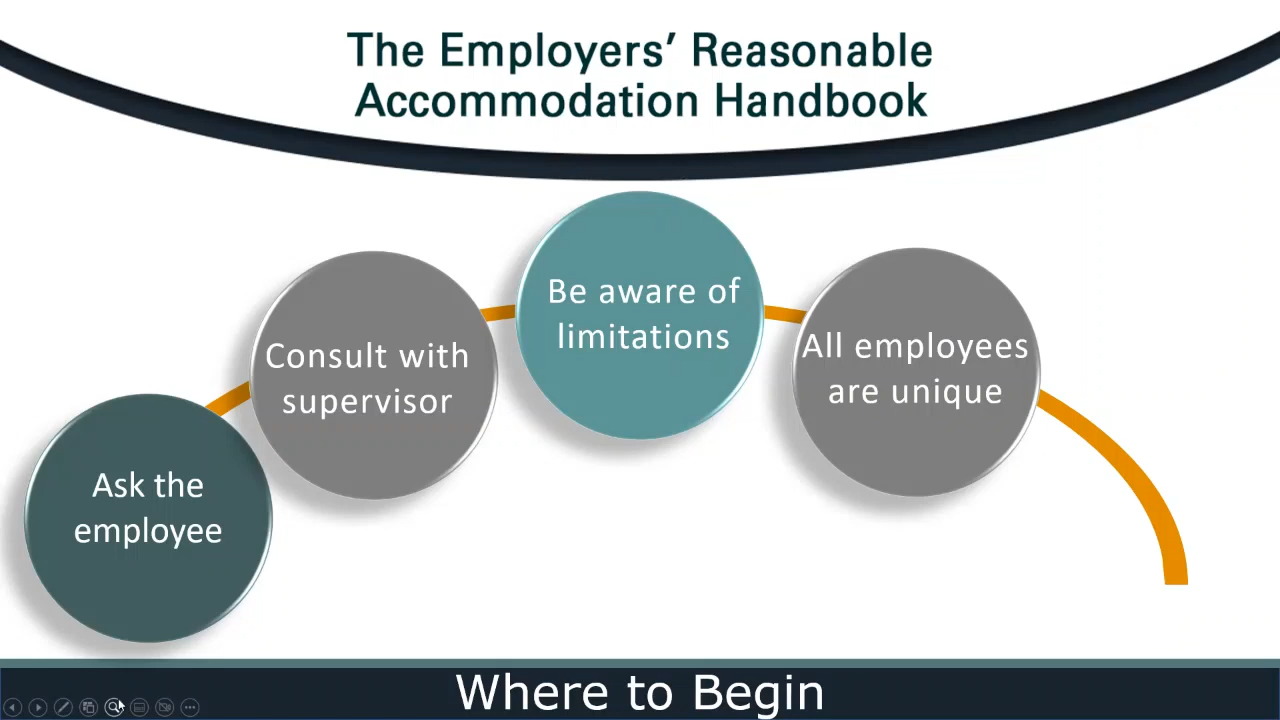 The Employers’ Reasonable
Accommodation Handbook
Ask the
employee
Consult with
supervisor
Be aware of
limitations
All employees
are unique
Where to Begin